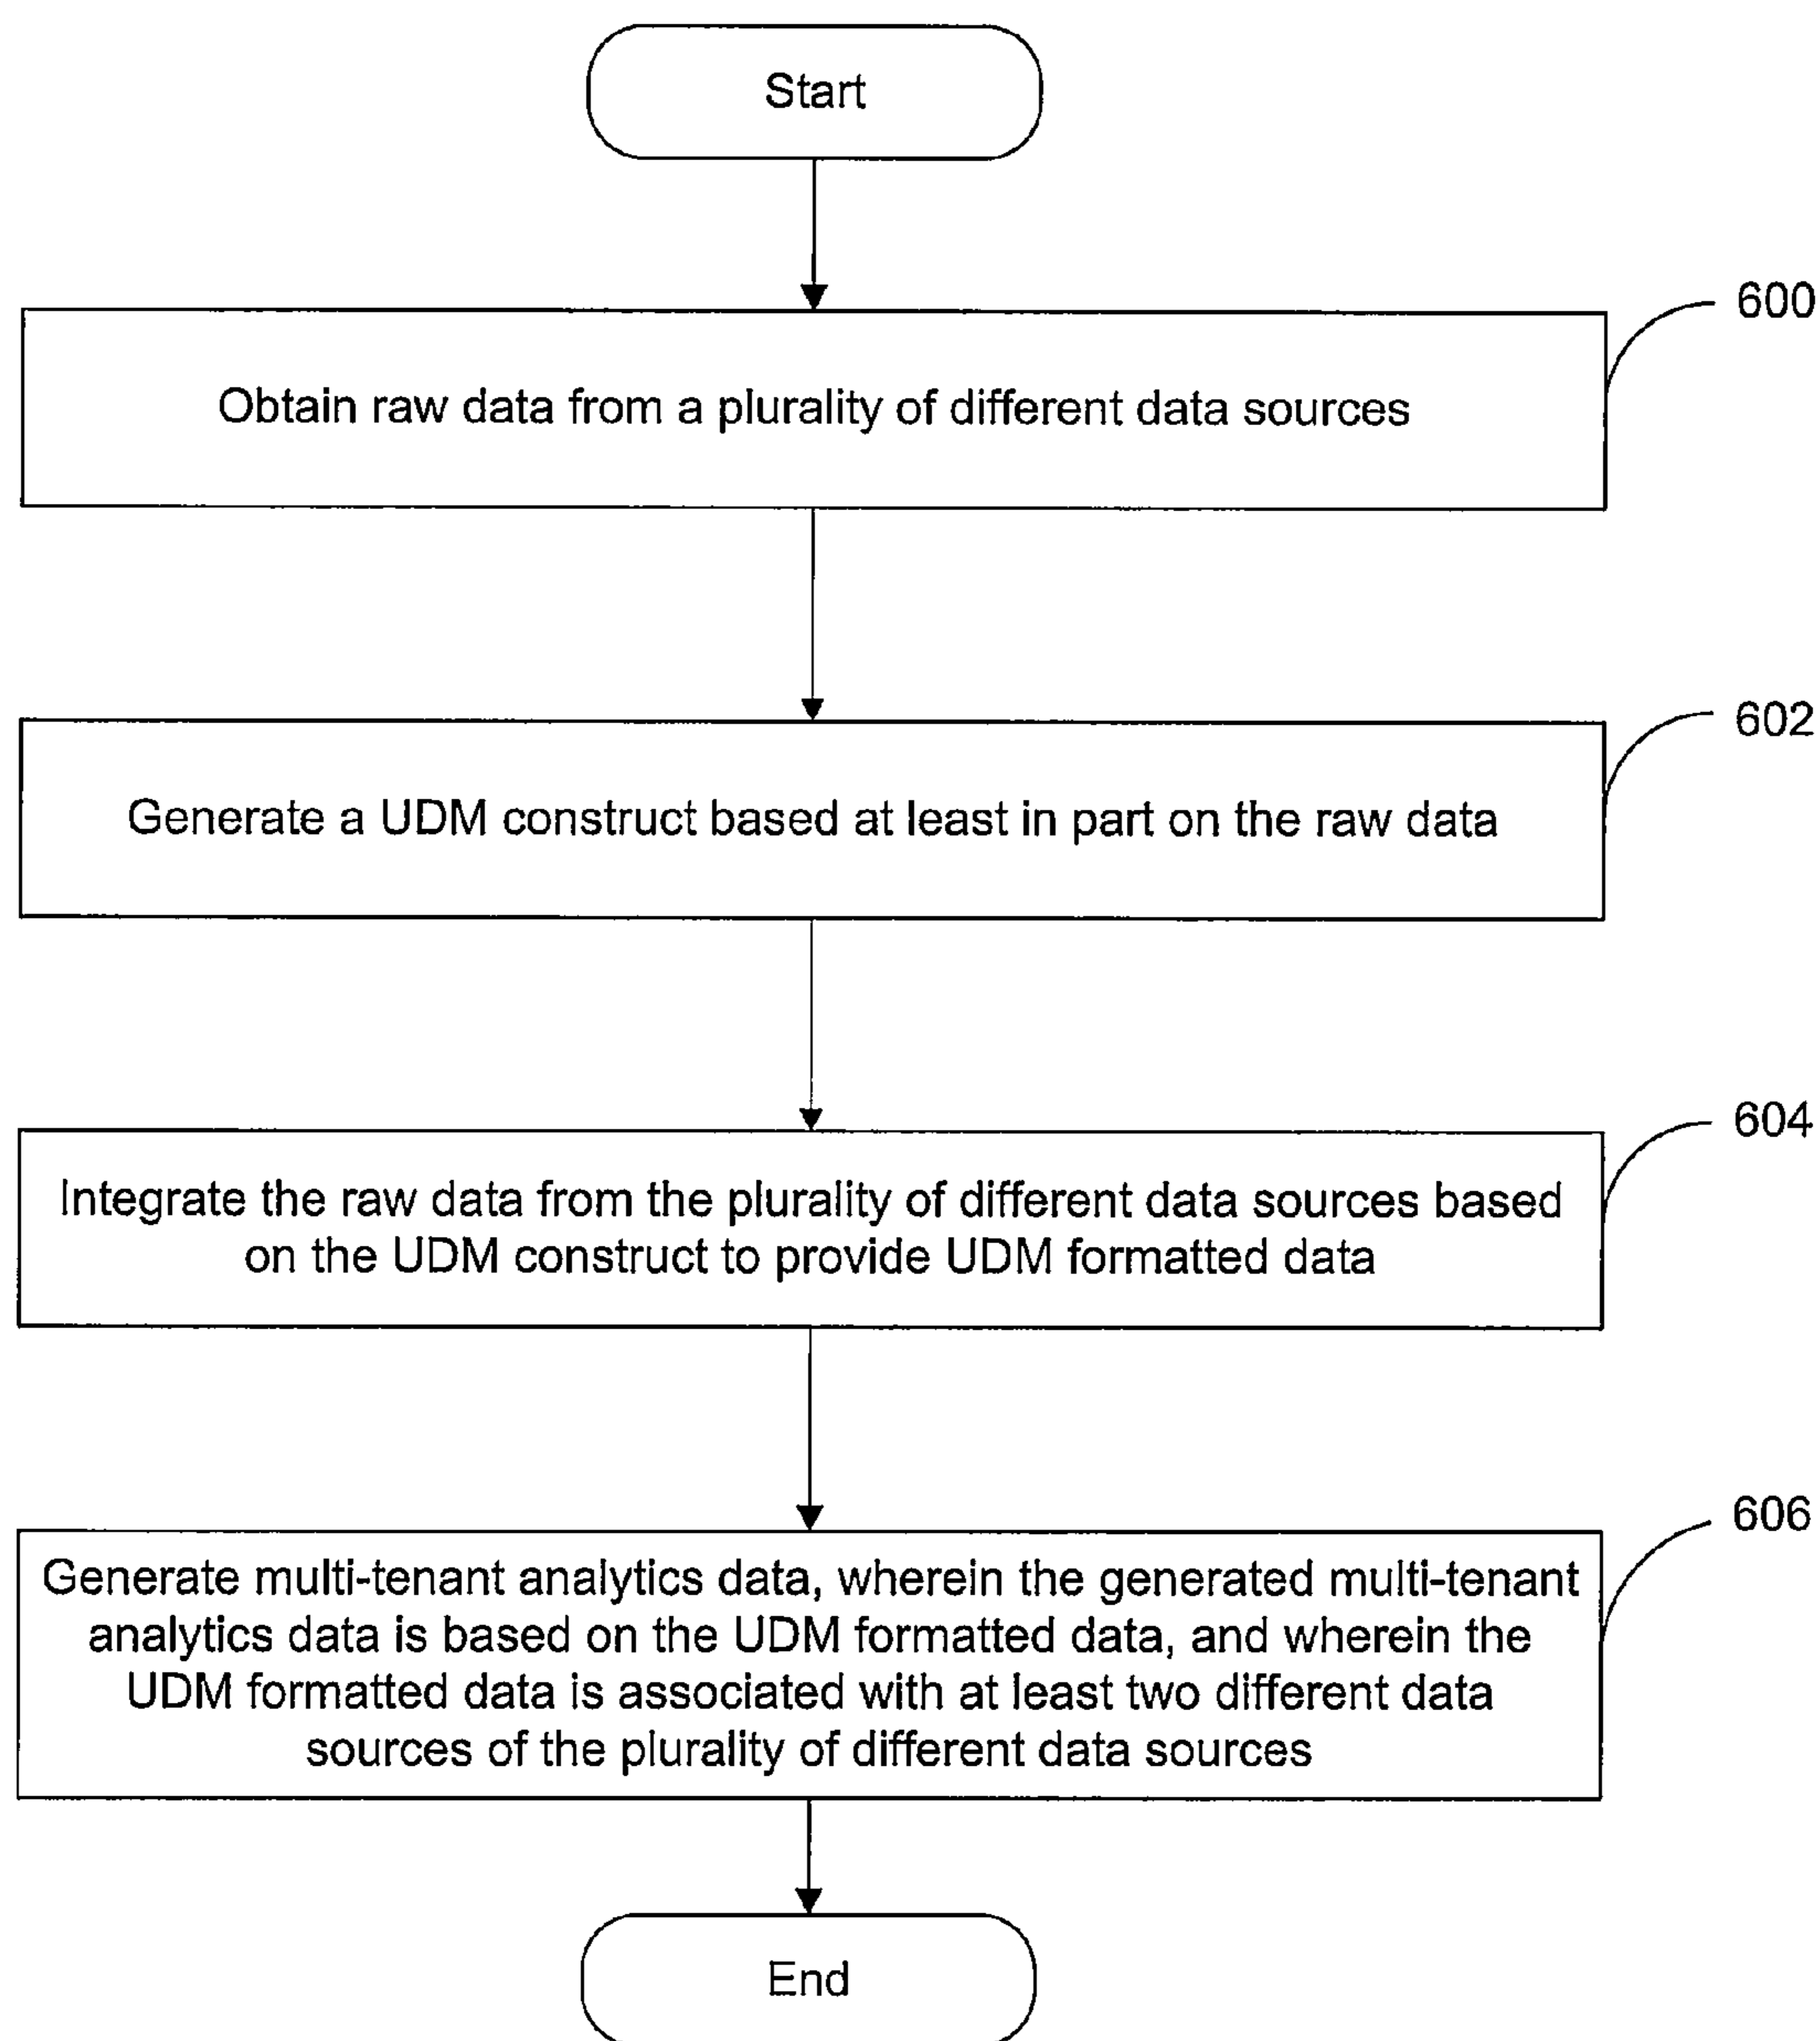 Start
600
Obtain raw data from a plurality of different data sources
602
Generate a UDM construct based at least in part on the raw data
604
Integrate the raw data from the plurality of different data sources based
on the UDM construct to provide UDM formatted data
606
Generate multi-tenant analytics data, wherein the generated multi-tenant
analytics data is based on the UDM formatted data, and wherein the
UDM formatted data is associated with at least two different data
sources of the plurality of different data sources
End